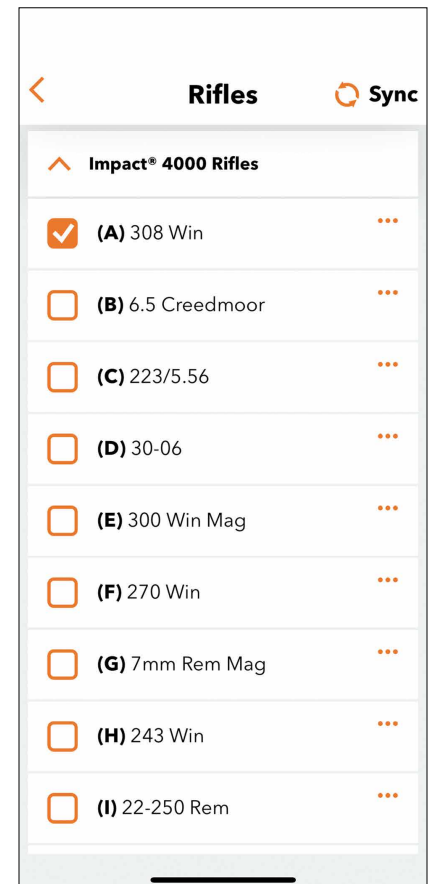 Rifles
Sync
Impact® 4000 Rifles
(A) 308 Win
(B) 6.5 Creedmoor
(C) 223/5.56
(D) 30-06
(E) 300 Win Mag
(F) 270 Win
(G) 7mm Rem Mag
(H) 243 Win
(I) 22-250 Rem